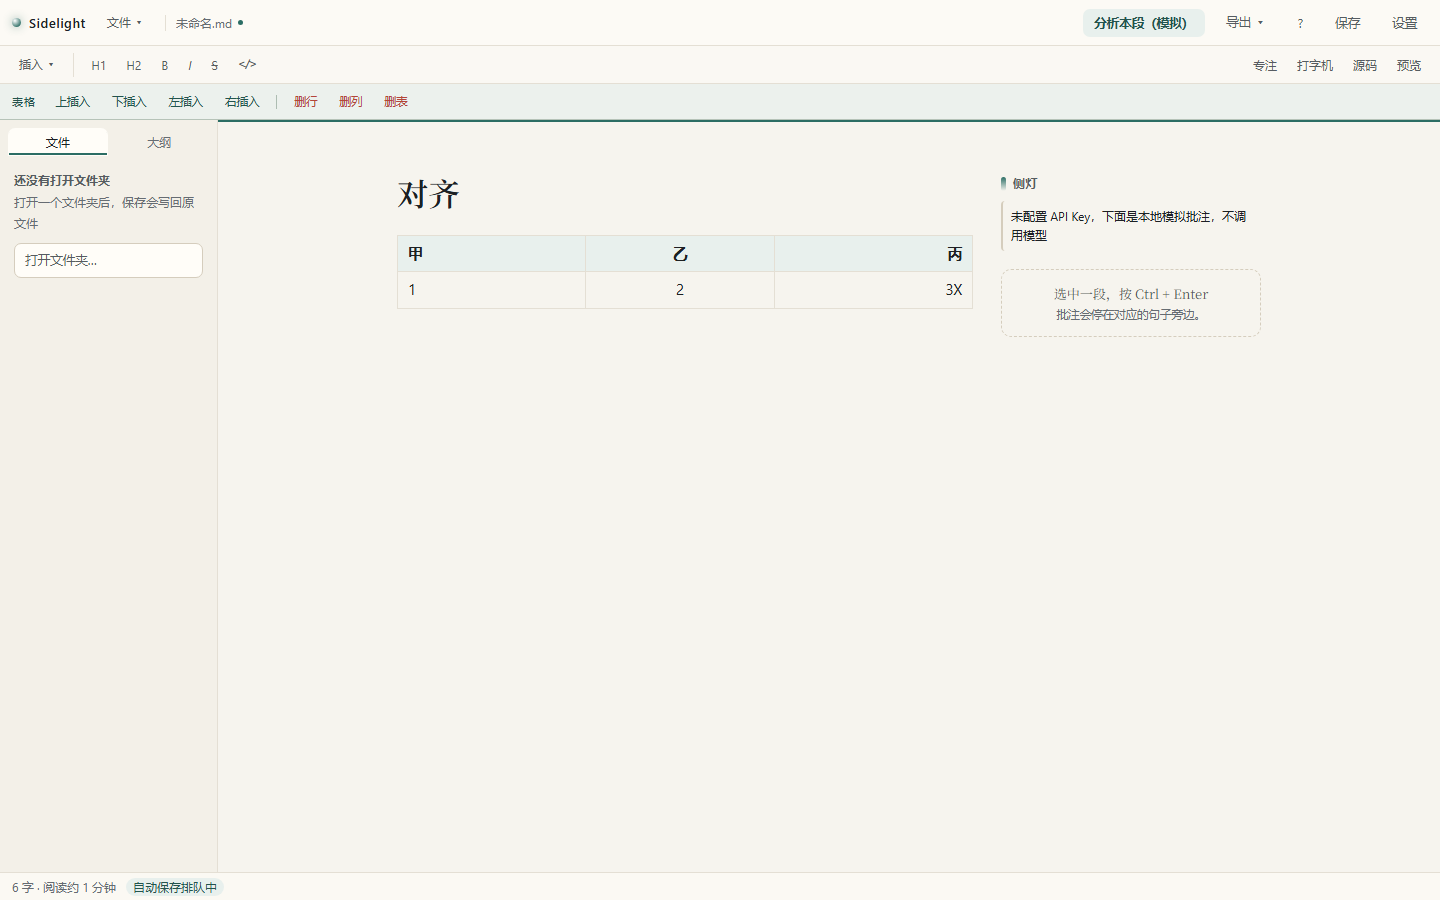 Sidelight 文件 未命名.md 分析本段（模拟） 导出 ? 保存 设置
插入 H1 H2 B I S </> 专注 打字机 源码 预览
表格 上插入 下插入 左插入 右插入 删行 删列 删表
文件 大纲
还没有打开文件夹
打开一个文件夹后，保存会写回原
文件
打开文件夹...
对齐
甲 乙 丙
1 2 3X
侧灯
未配置 API Key，下面是本地模拟批注，不调
用模型
选中一段，按 Ctrl + Enter
批注会停在对应的句子旁边。
6 字 · 阅读约 1 分钟 自动保存排队中